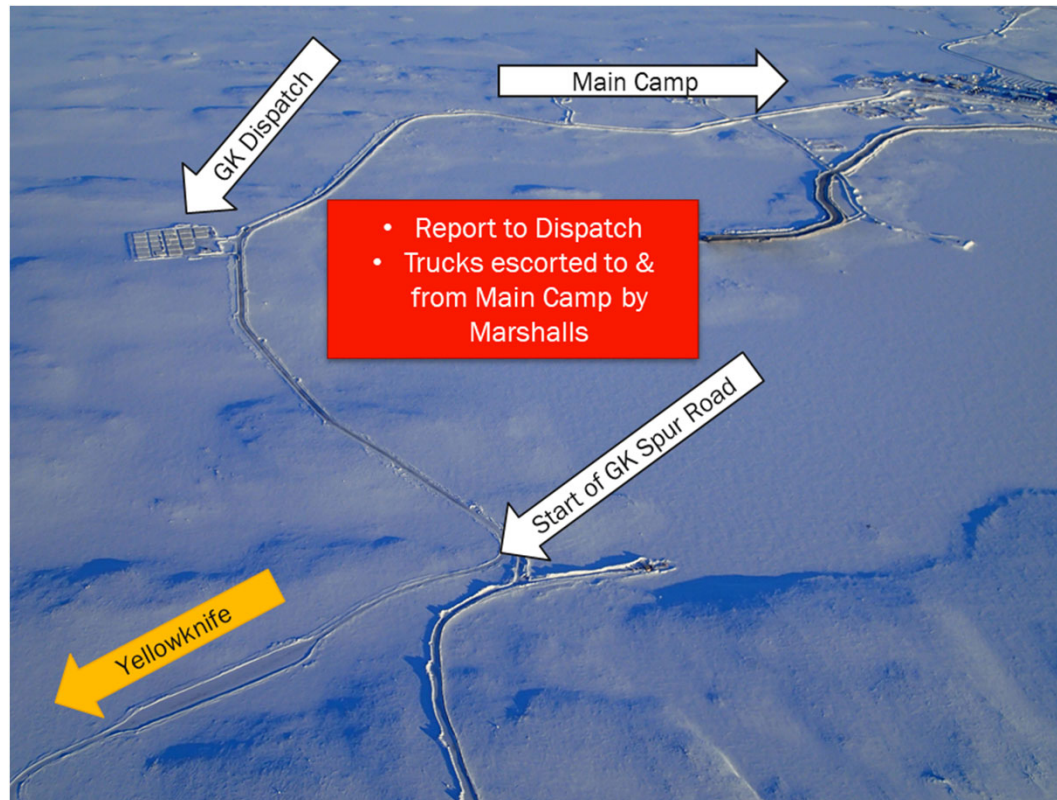 Main Camp
GK Dispatch
• Report to Dispatch
• Trucks escorted to &
from Main Camp by
Marshalls
Start of GK Spur Road
Yellowknife